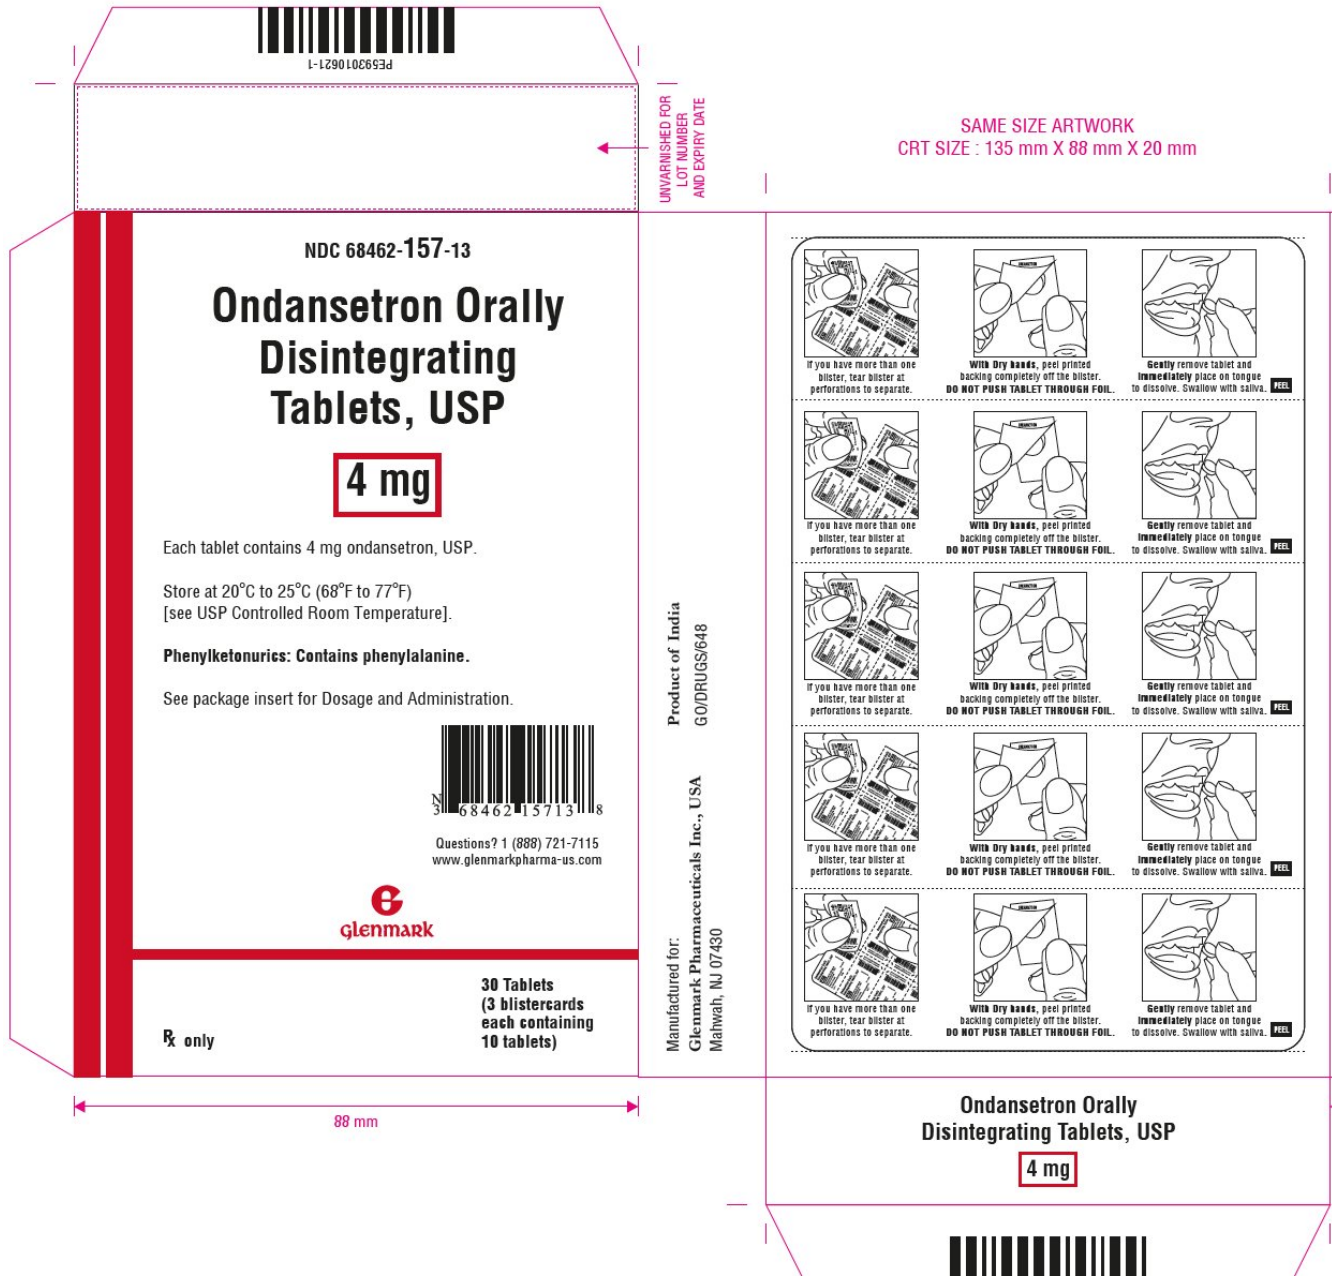 PE593010621-1
UNVARNISHED FOR
LOT NUMBER
AND EXPIRY DATE
SAME SIZE ARTWORK
CRT SIZE : 135 mm X 88 mm X 20 mm
NDC 68462-157-13
Ondansetron Orally
Disintegrating
Tablets, USP
4 mg
Each tablet contains 4 mg ondansetron, USP.
Store at 20°C to 25°C (68°F to 77°F)
[see USP Controlled Room Temperature].
Phenylketonurics: Contains phenylalanine.
See package insert for Dosage and Administration.
N
3 68462 15713 8
Questions? 1 (888) 721-7115
www.glenmarkpharma-us.com
glenmark
30 Tablets
(3 blistercards
each containing
10 tablets)
Rx only
88 mm
Product of India
GO/DRUGS/648
Manufactured for:
Glenmark Pharmaceuticals Inc., USA
Mahwah, NJ 07430
If you have more than one
blister, tear blister at
perforations to separate.
With Dry hands, peel printed
backing completely off the blister.
DO NOT PUSH TABLET THROUGH FOIL.
Gently remove tablet and
immediately place on tongue
to dissolve. Swallow with saliva.
PEEL
If you have more than one
blister, tear blister at
perforations to separate.
With Dry hands, peel printed
backing completely off the blister.
DO NOT PUSH TABLET THROUGH FOIL.
Gently remove tablet and
immediately place on tongue
to dissolve. Swallow with saliva.
PEEL
If you have more than one
blister, tear blister at
perforations to separate.
With Dry hands, peel printed
backing completely off the blister.
DO NOT PUSH TABLET THROUGH FOIL.
Gently remove tablet and
immediately place on tongue
to dissolve. Swallow with saliva.
PEEL
If you have more than one
blister, tear blister at
perforations to separate.
With Dry hands, peel printed
backing completely off the blister.
DO NOT PUSH TABLET THROUGH FOIL.
Gently remove tablet and
immediately place on tongue
to dissolve. Swallow with saliva.
PEEL
If you have more than one
blister, tear blister at
perforations to separate.
With Dry hands, peel printed
backing completely off the blister.
DO NOT PUSH TABLET THROUGH FOIL.
Gently remove tablet and
immediately place on tongue
to dissolve. Swallow with saliva.
PEEL
Ondansetron Orally
Disintegrating Tablets, USP
4 mg